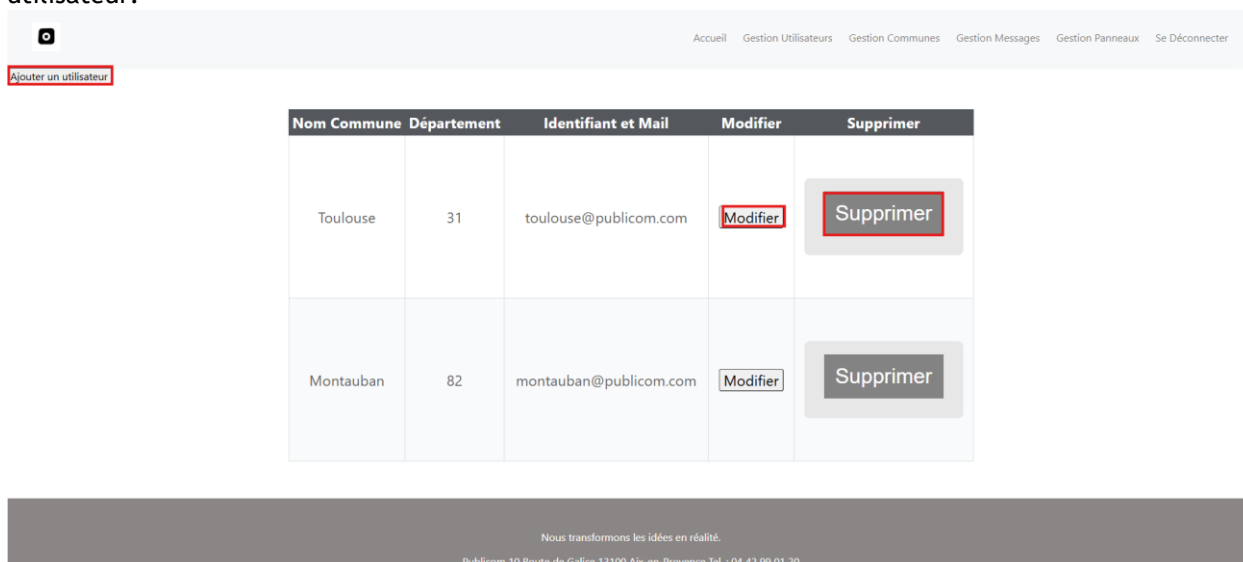 utilisateur.
Accueil Gestion Utilisateurs Gestion Communes Gestion Messages Gestion Panneaux Se Déconnecter
Ajouter un utilisateur
Nom Commune Département Identifiant et Mail Modifier Supprimer
Toulouse 31 toulouse@publicom.com Modifier Supprimer
Montauban 82 montauban@publicom.com Modifier Supprimer
Nous transformons les idées en réalité.
Publicom 10 Route de Galice 13100 Aix-en-Provence Tel. : 04 42 99 01 20